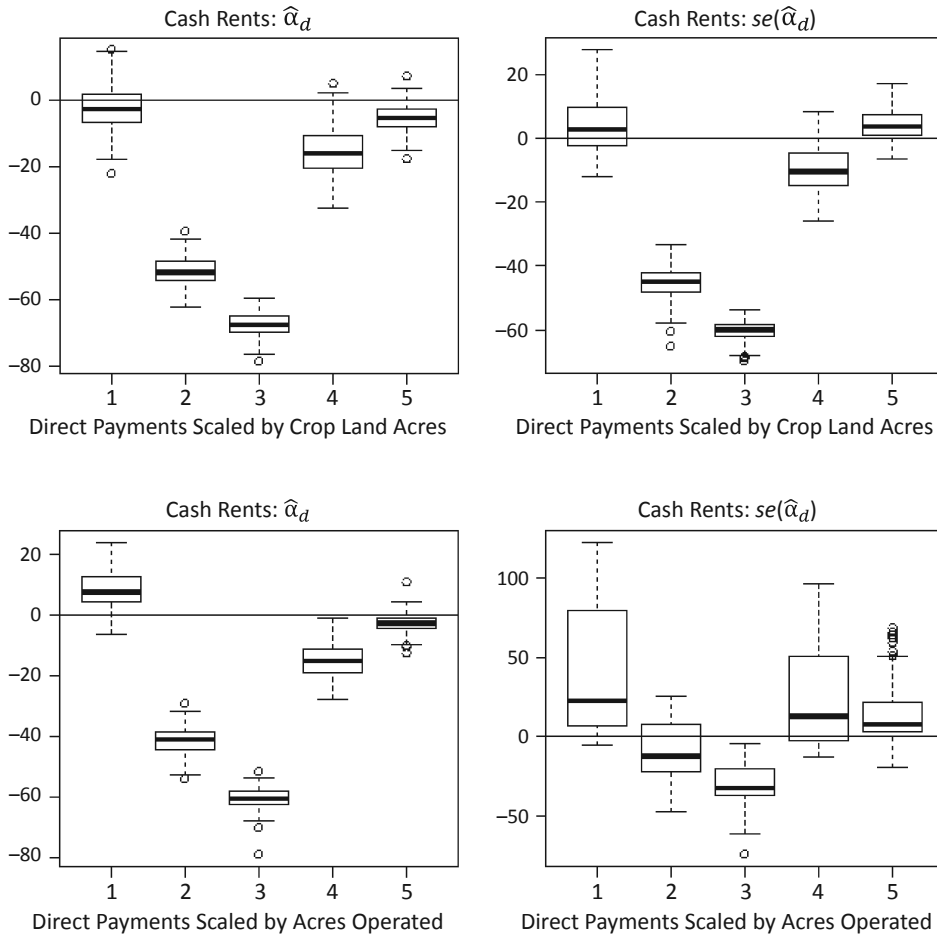 Cash Rents: α̂d
0
−20
−40
−60
−80
1 2 3 4 5
Direct Payments Scaled by Crop Land Acres
Cash Rents: se(α̂d)
20
0
−20
−40
−60
1 2 3 4 5
Direct Payments Scaled by Crop Land Acres
Cash Rents: α̂d
20
0
−20
−40
−60
−80
1 2 3 4 5
Direct Payments Scaled by Acres Operated
Cash Rents: se(α̂d)
100
50
0
−50
1 2 3 4 5
Direct Payments Scaled by Acres Operated